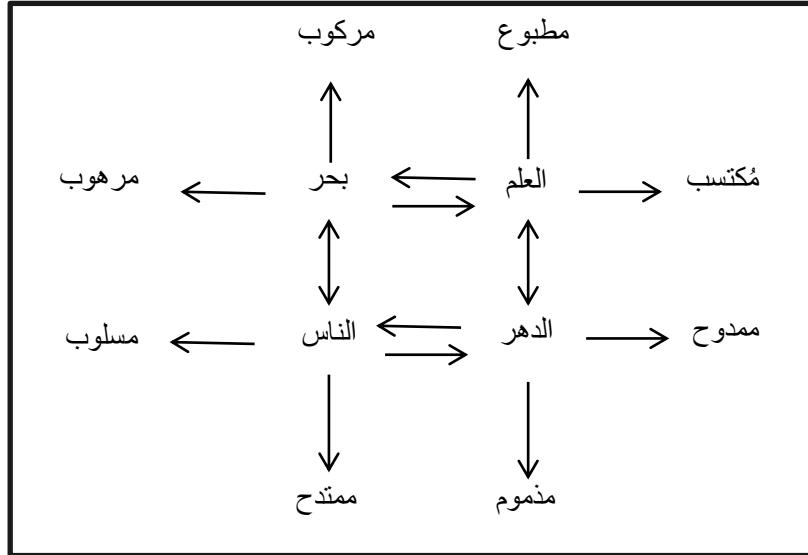 مطبوع مركوب
مُكتسب العلم بحر مرهوب
ممدوح الدهر الناس مسلوب
مذموم ممتدح